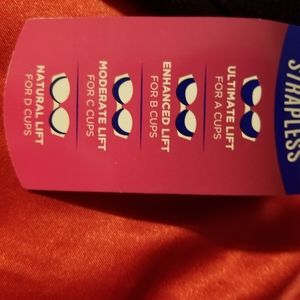 STRAPLESS
ULTIMATE LIFT
FOR A CUPS
ENHANCED LIFT
FOR B CUPS
MODERATE LIFT
FOR C CUPS
NATURAL LIFT
FOR D CUPS